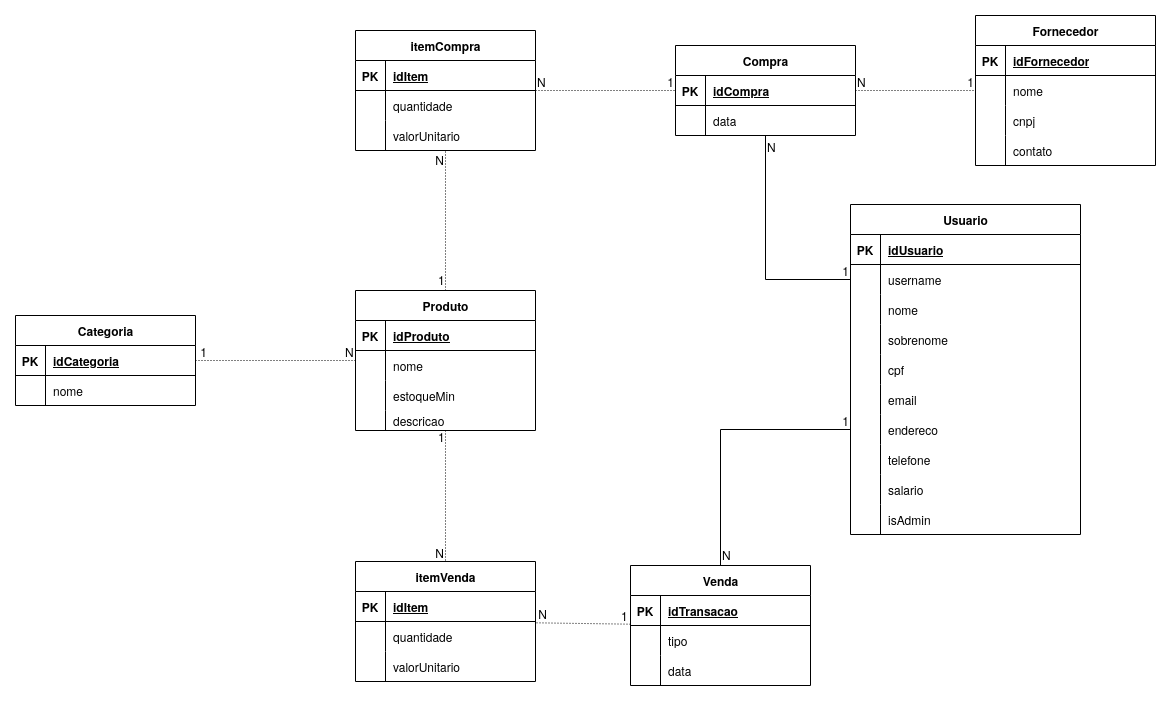 itemCompra
PK idItem
quantidade
valorUnitario
N 1
Compra
PK idCompra
data
N 1
Fornecedor
PK idFornecedor
nome
cnpj
contato
N
1
N
1
Usuario
PK idUsuario
username
nome
sobrenome
cpf
email
endereco
telefone
salario
isAdmin
1
N
Categoria
PK idCategoria
nome
1 N
Produto
PK idProduto
nome
estoqueMin
descricao
1
N
itemVenda
PK idItem
quantidade
valorUnitario
N 1
Venda
PK idTransacao
tipo
data